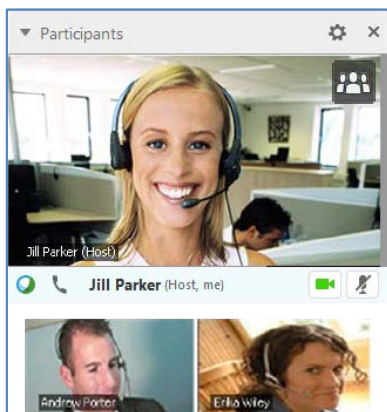 Participants
Jill Parker (Host)
Jill Parker (Host, me)
Andrew Porter
Erika Wiley